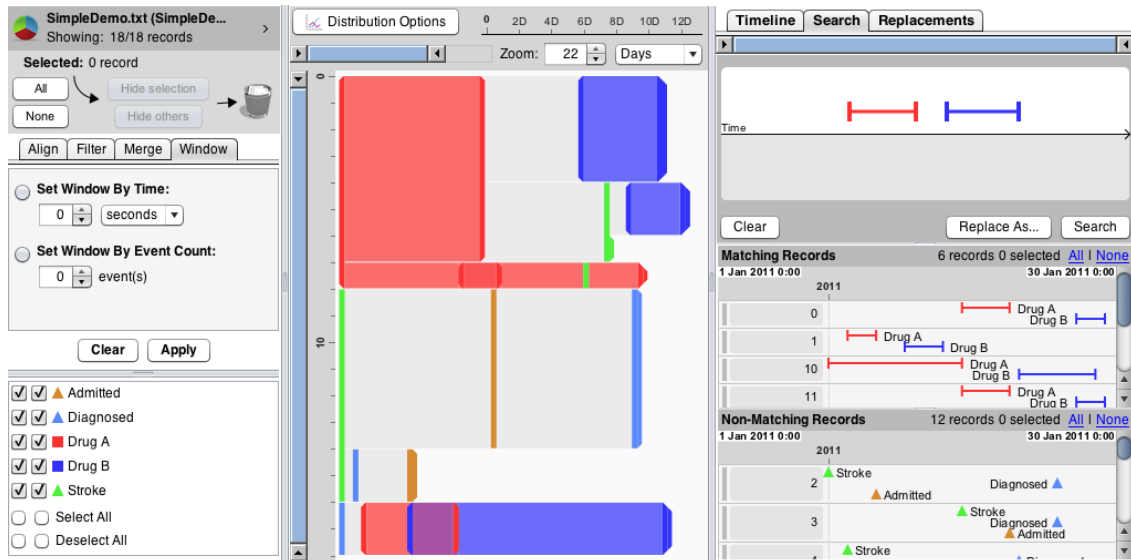 SimpleDemo.txt (SimpleDe...
Showing: 18/18 records
Selected: 0 record
All
Hide selection
None
Hide others
Align Filter Merge Window
Set Window By Time:
0 seconds
Set Window By Event Count:
0 event(s)
Clear Apply
Admitted
Diagnosed
Drug A
Drug B
Stroke
Select All
Deselect All
Distribution Options
0 2D 4D 6D 8D 10D 12D
Zoom: 22 Days
0
10
Timeline Search Replacements
Time
Clear Replace As... Search
Matching Records 6 records 0 selected All I None
1 Jan 2011 0:00 30 Jan 2011 0:00
2011
0 Drug A
Drug B
1 Drug A
Drug B
10 Drug A
Drug B
11 Drug A
Drug B
Non-Matching Records 12 records 0 selected All I None
1 Jan 2011 0:00 30 Jan 2011 0:00
2011
2 Stroke
Diagnosed
Admitted
3 Stroke
Diagnosed
Admitted
4 Stroke